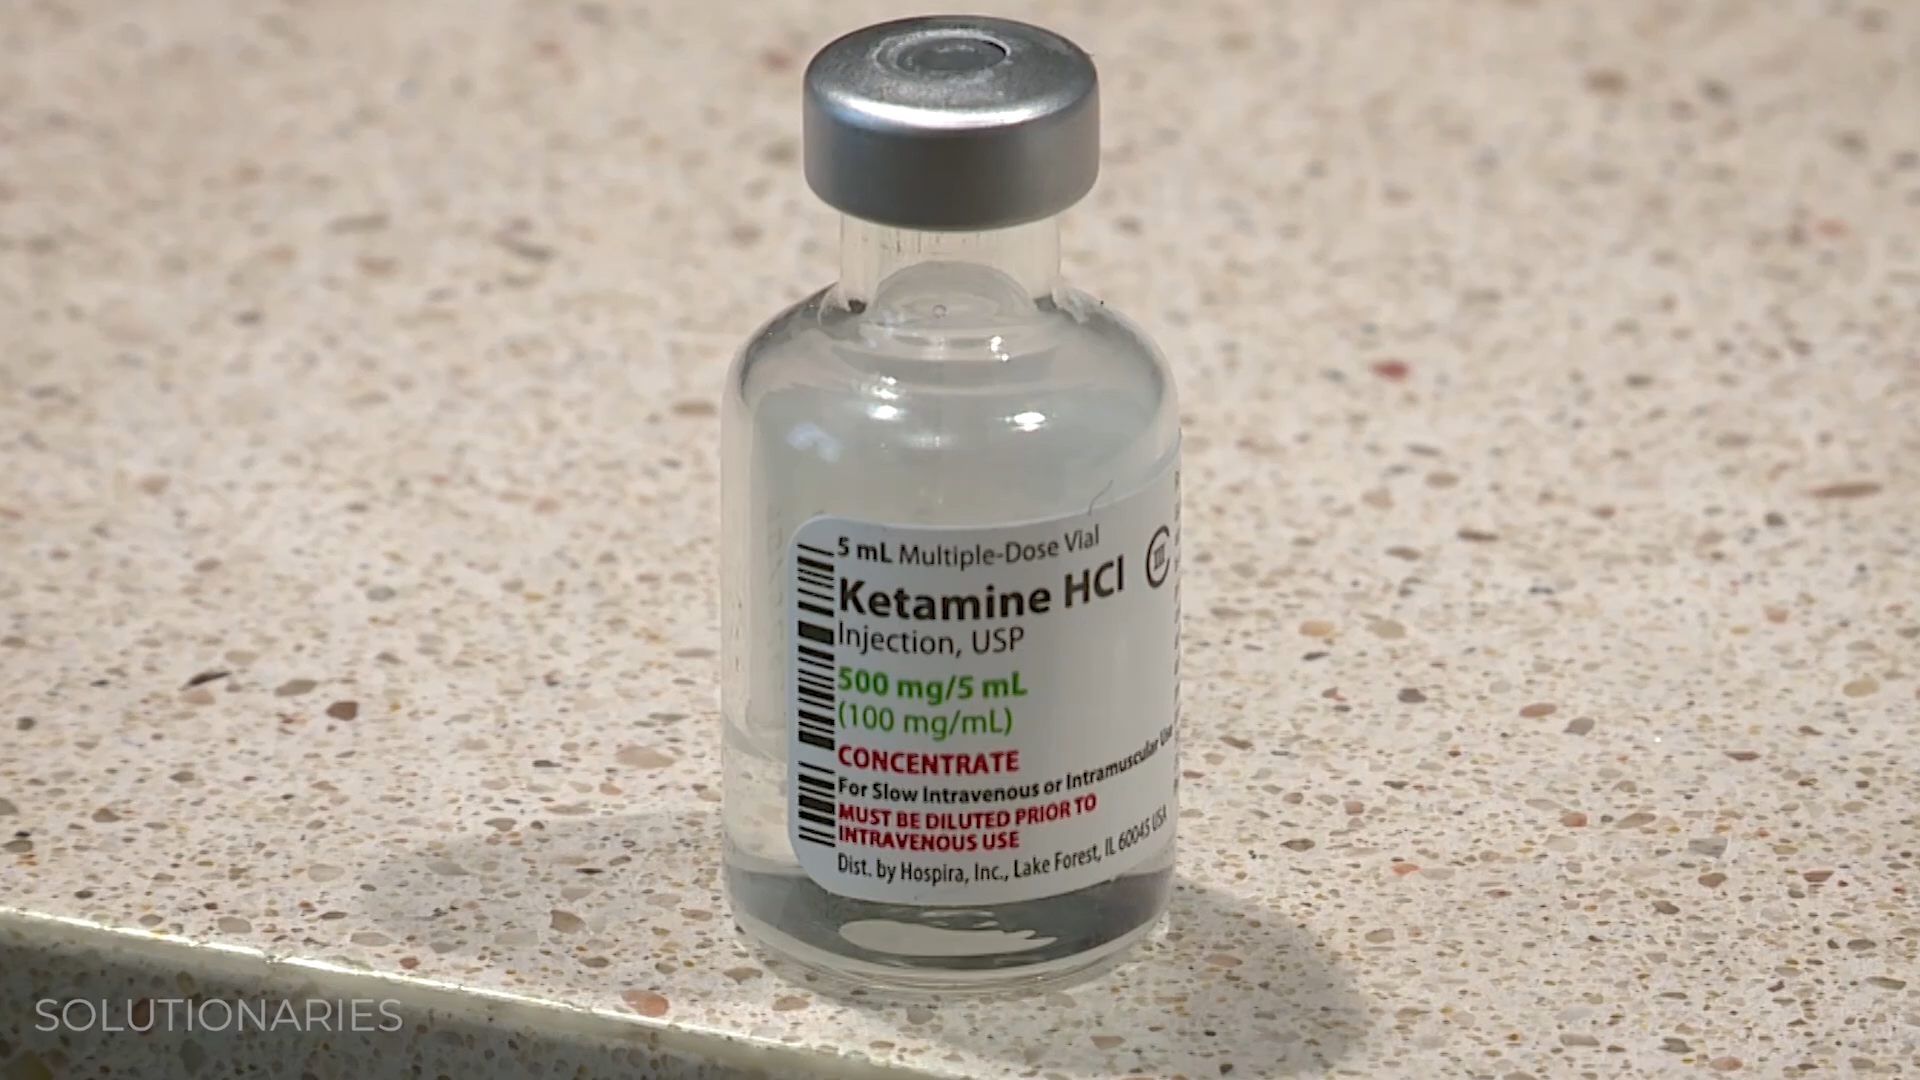 5 mL Multiple-Dose Vial
Ketamine HCl CIII
Injection, USP
500 mg/5 mL
(100 mg/mL)
CONCENTRATE
For Slow Intravenous or Intramuscular Use
MUST BE DILUTED PRIOR TO
INTRAVENOUS USE
Dist. by Hospira, Inc., Lake Forest, IL 60045 USA
SOLUTIONARIES